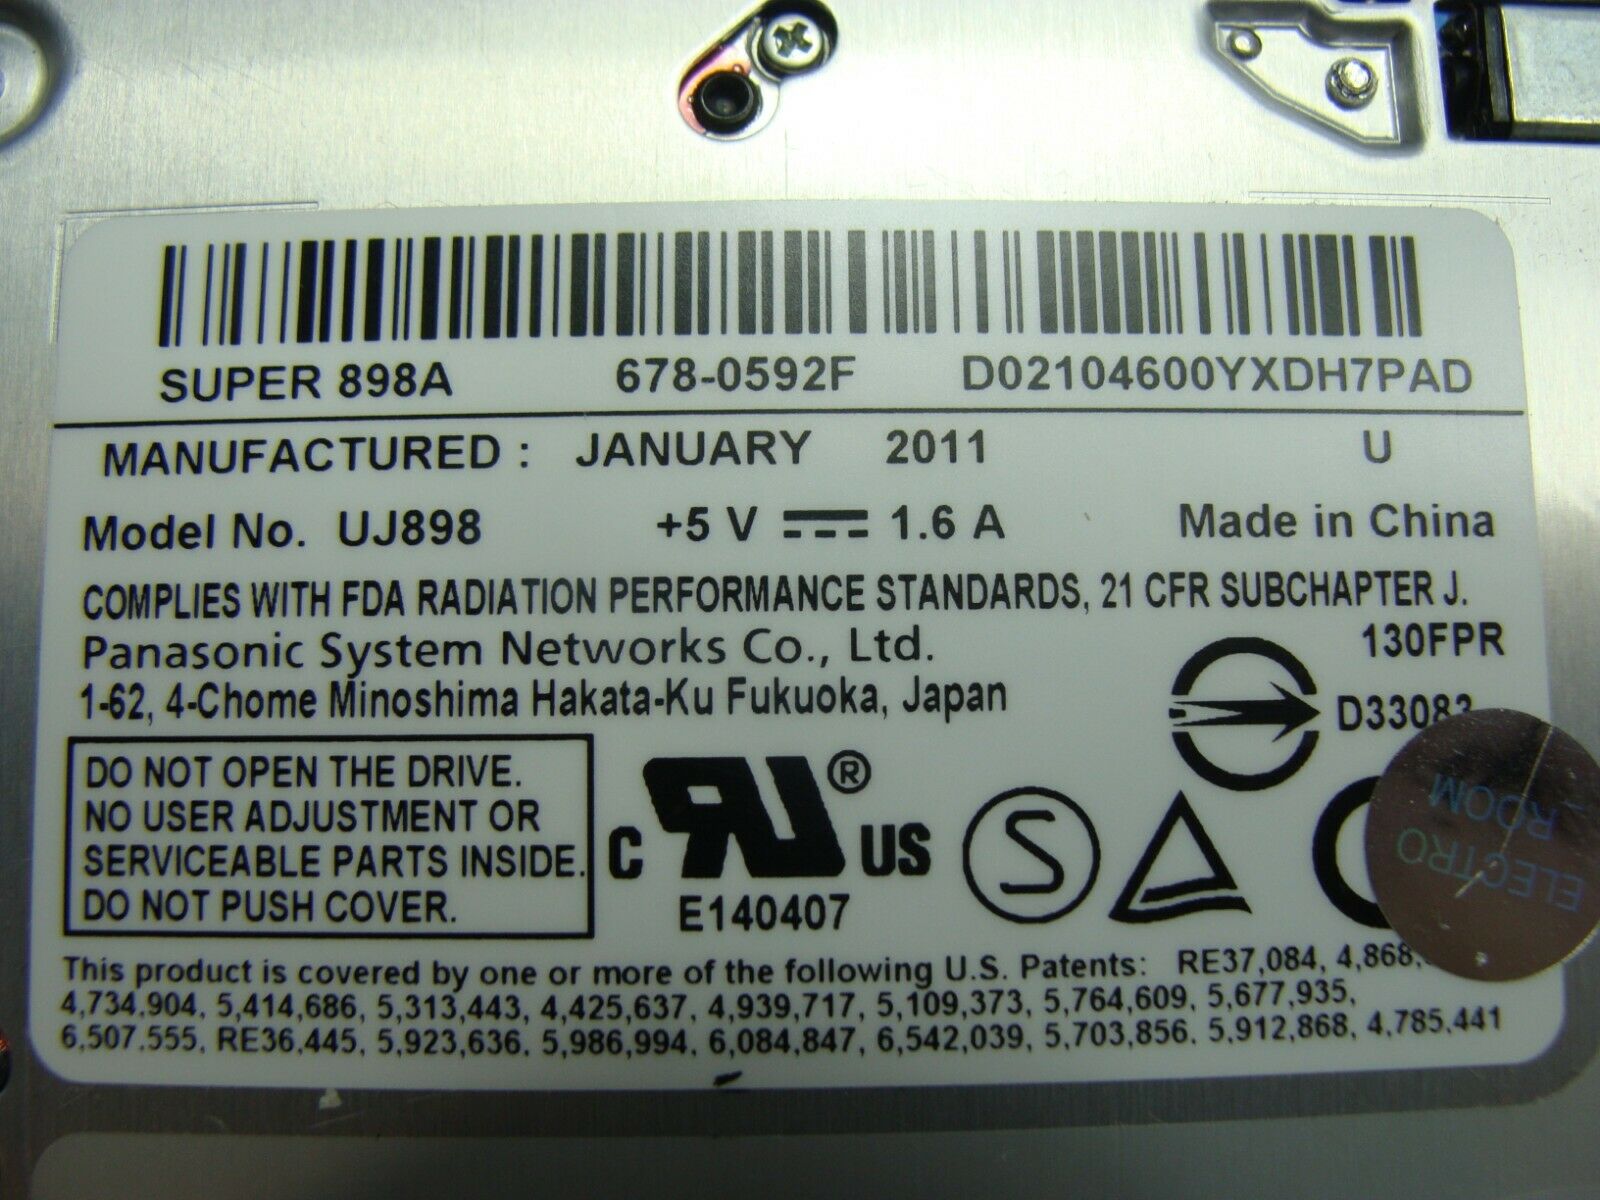 SUPER 898A 678-0592F D02104600YXDH7PAD
MANUFACTURED : JANUARY 2011 U
Model No. UJ898 +5 V 1.6 A Made in China
COMPLIES WITH FDA RADIATION PERFORMANCE STANDARDS, 21 CFR SUBCHAPTER J.
Panasonic System Networks Co., Ltd. 130FPR
1-62, 4-Chome Minoshima Hakata-Ku Fukuoka, Japan
DO NOT OPEN THE DRIVE.
NO USER ADJUSTMENT OR
SERVICEABLE PARTS INSIDE.
DO NOT PUSH COVER.
C RU ® US
E140407
S
ELECTRO
ROOM
This product is covered by one or more of the following U.S. Patents: RE37,084,
4,734,904, 5,414,686, 5,313,443, 4,425,637, 4,939,717, 5,109,373, 5,764,609, 5,677,935,
6,507,555, RE36,445, 5,923,636, 5,986,994, 6,084,847, 6,542,039, 5,703,856, 5,912,868, 4,785,441